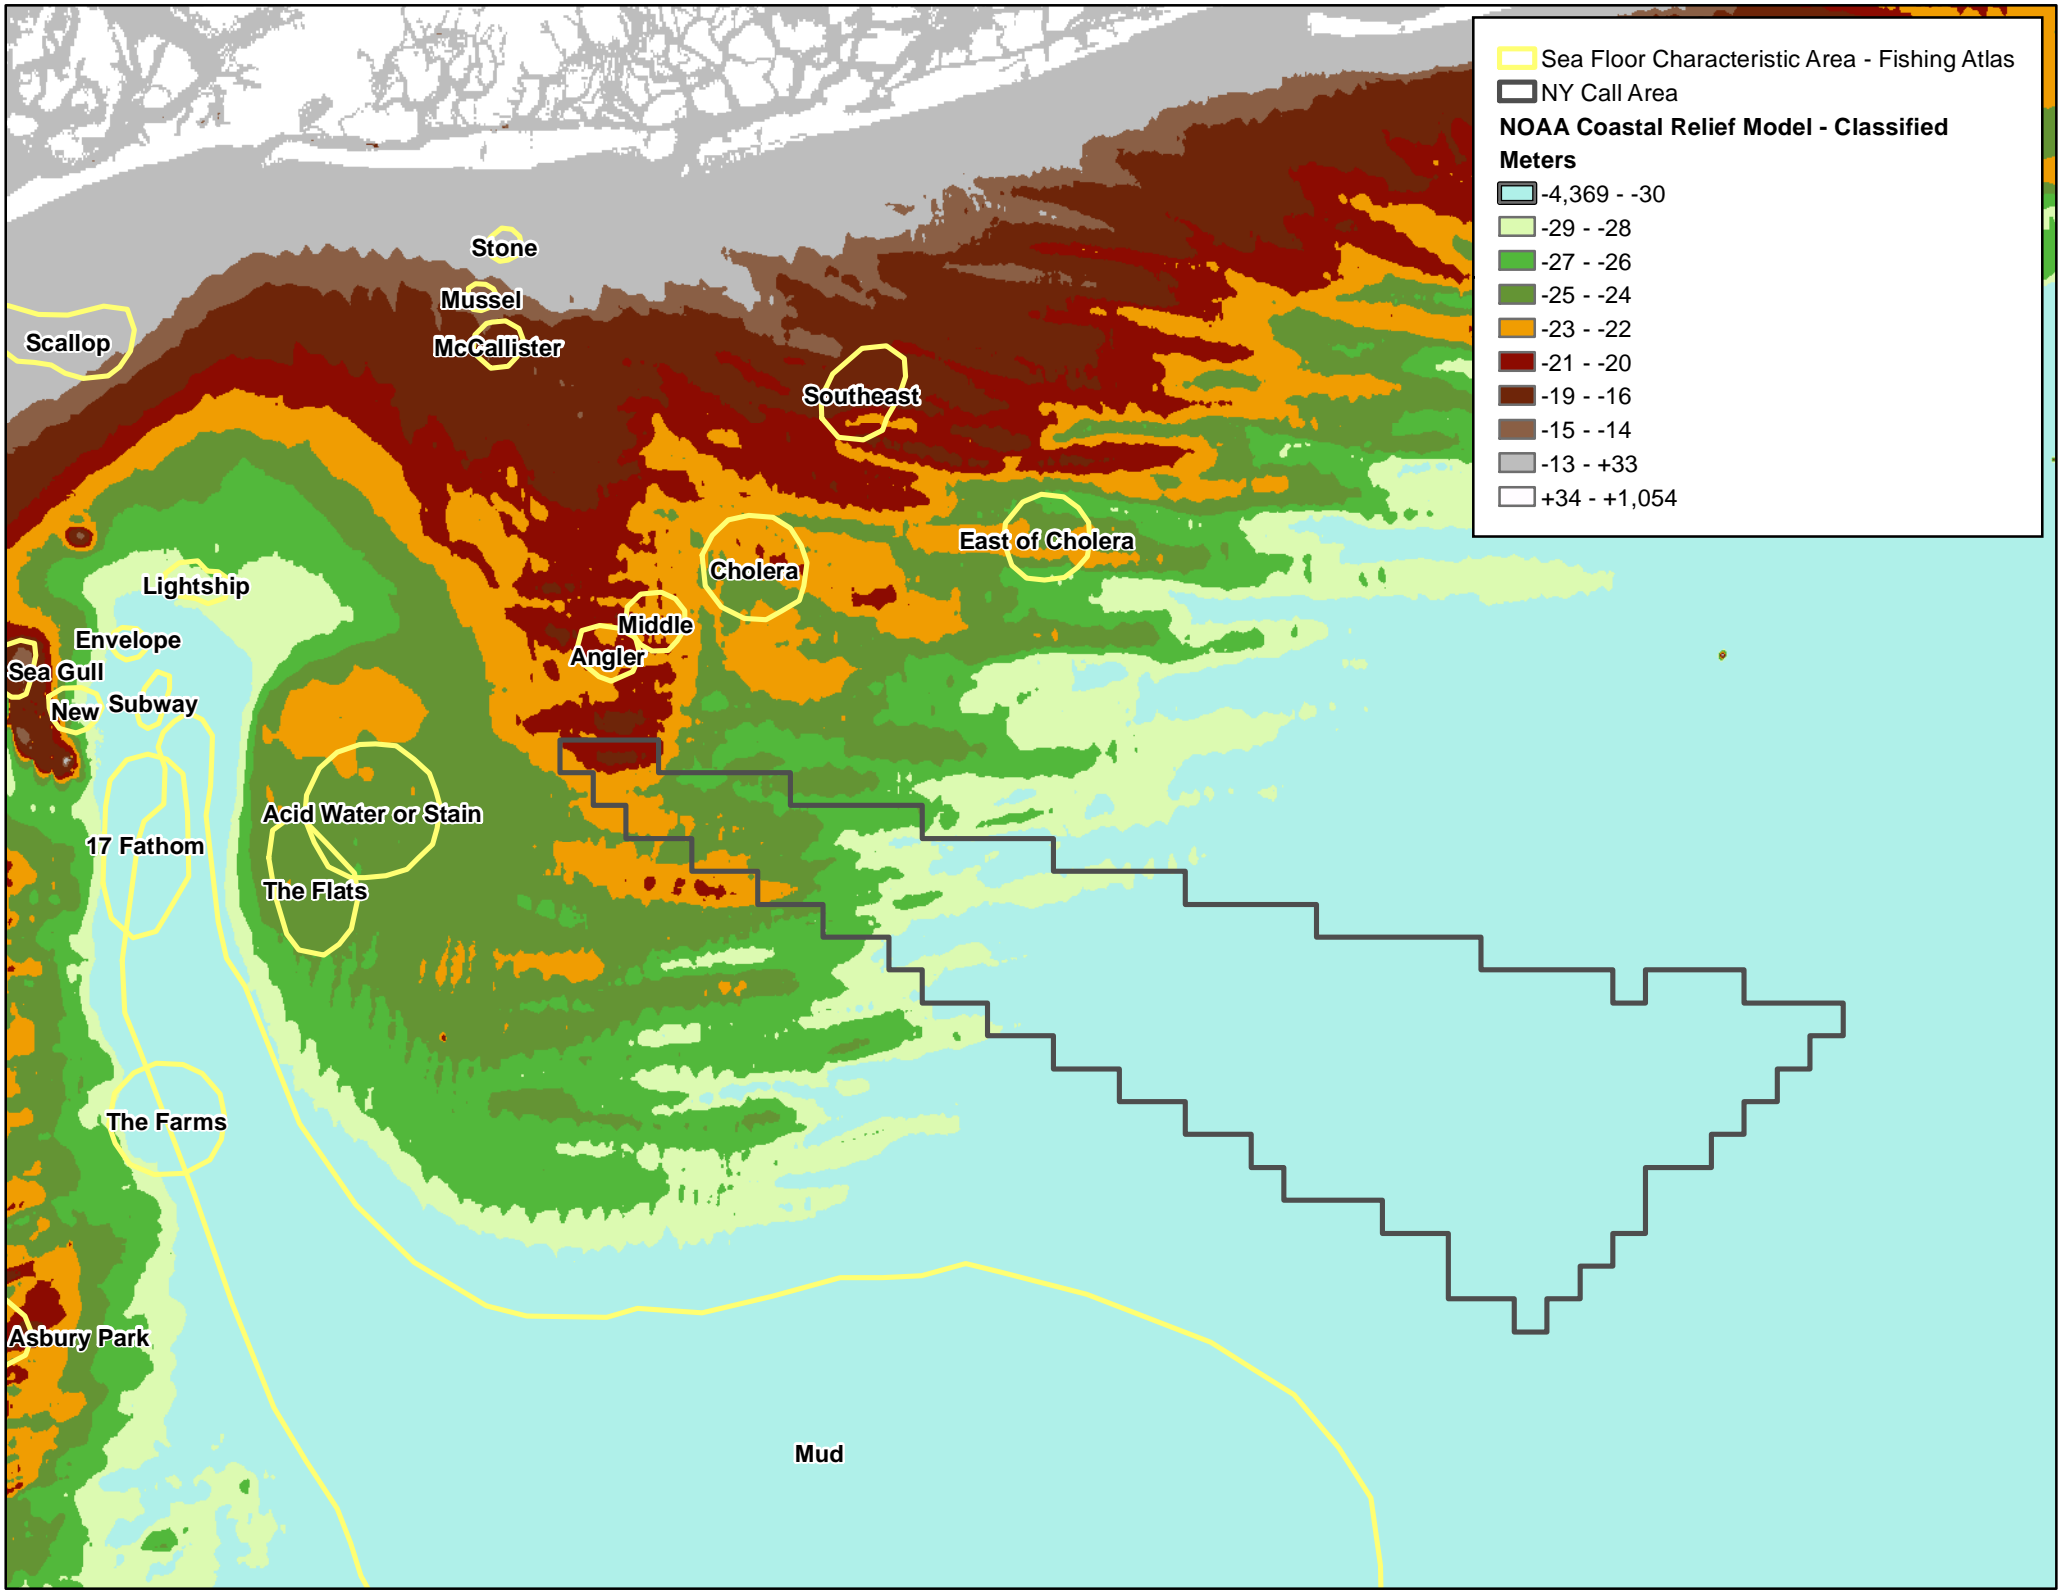 Sea Floor Characteristic Area - Fishing Atlas
NY Call Area
NOAA Coastal Relief Model - Classified
Meters
-4,369 - -30
-29 - -28
-27 - -26
-25 - -24
-23 - -22
-21 - -20
-19 - -16
-15 - -14
-13 - +33
+34 - +1,054
Stone
Mussel
Scallop
McCallister
Southeast
East of Cholera
Cholera
Lightship
Middle
Envelope
Angler
Sea Gull
Subway
New
Acid Water or Stain
17 Fathom
The Flats
The Farms
Asbury Park
Mud